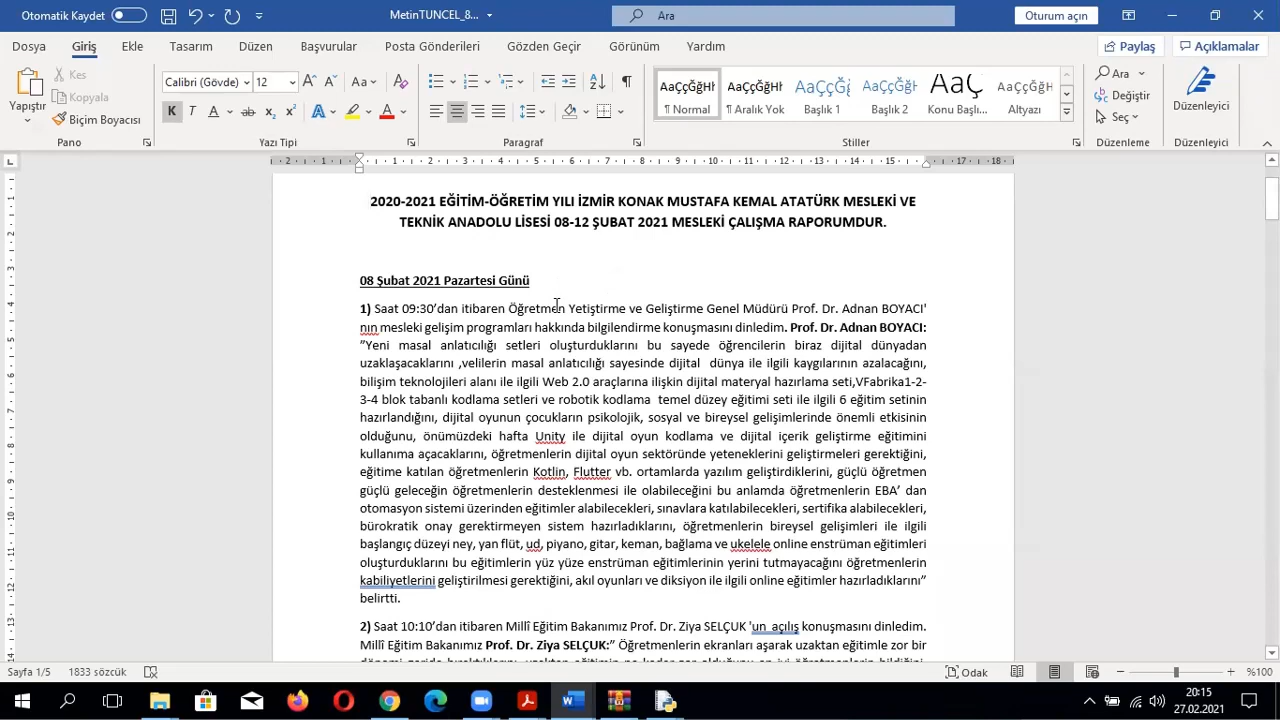 Otomatik Kaydet
MetinTUNCEL_8...
Ara
Oturum açın
Dosya Giriş Ekle Tasarım Düzen Başvurular Posta Gönderileri Gözden Geçir Görünüm Yardım
Paylaş Açıklamalar
Yapıştır
Kes
Kopyala
Biçim Boyacısı
Pano
Calibri (Gövde) 12
K T A ab x₂ x²
Yazı Tipi
Paragraf
AaÇçĞğHł AaÇçĞğHł AaÇçĞğ AaÇçĞğ AaÇ AaÇçĞğH
¶ Normal ¶ Aralık Yok Başlık 1 Başlık 2 Konu Başlı... Altyazı
Stiller
Ara
Değiştir
Seç
Düzenleme
Düzenleyici
Düzenleyici
2020-2021 EĞİTİM-ÖĞRETİM YILI İZMİR KONAK MUSTAFA KEMAL ATATÜRK MESLEKİ VE
TEKNİK ANADOLU LİSESİ 08-12 ŞUBAT 2021 MESLEKİ ÇALIŞMA RAPORUMDUR.
08 Şubat 2021 Pazartesi Günü
1) Saat 09:30’dan itibaren Öğretmen Yetiştirme ve Geliştirme Genel Müdürü Prof. Dr. Adnan BOYACI'
nın mesleki gelişim programları hakkında bilgilendirme konuşmasını dinledim. Prof. Dr. Adnan BOYACI:
”Yeni masal anlatıcılığı setleri oluşturduklarını bu sayede öğrencilerin biraz dijital dünyadan
uzaklaşacaklarını ,velilerin masal anlatıcılığı sayesinde dijital dünya ile ilgili kaygılarının azalacağını,
bilişim teknolojileri alanı ile ilgili Web 2.0 araçlarına ilişkin dijital materyal hazırlama seti,VFabrika1-2-
3-4 blok tabanlı kodlama setleri ve robotik kodlama temel düzey eğitimi seti ile ilgili 6 eğitim setinin
hazırlandığını, dijital oyunun çocukların psikolojik, sosyal ve bireysel gelişimlerinde önemli etkisinin
olduğunu, önümüzdeki hafta Unity ile dijital oyun kodlama ve dijital içerik geliştirme eğitimini
kullanıma açacaklarını, öğretmenlerin dijital oyun sektöründe yeteneklerini geliştirmeleri gerektiğini,
eğitime katılan öğretmenlerin Kotlin, Flutter vb. ortamlarda yazılım geliştirdiklerini, güçlü öğretmen
güçlü geleceğin öğretmenlerin desteklenmesi ile olabileceğini bu anlamda öğretmenlerin EBA’ dan
otomasyon sistemi üzerinden eğitimler alabilecekleri, sınavlara katılabilecekleri, sertifika alabilecekleri,
bürokratik onay gerektirmeyen sistem hazırladıklarını, öğretmenlerin bireysel gelişimleri ile ilgili
başlangıç düzeyi ney, yan flüt, ud, piyano, gitar, keman, bağlama ve ukelele online enstrüman eğitimleri
oluşturduklarını bu eğitimlerin yüz yüze enstrüman eğitimlerinin yerini tutmayacağını öğretmenlerin
kabiliyetlerini geliştirilmesi gerektiğini, akıl oyunları ve diksiyon ile ilgili online eğitimler hazırladıklarını”
belirtti.
2) Saat 10:10’dan itibaren Millî Eğitim Bakanımız Prof. Dr. Ziya SELÇUK 'un açılış konuşmasını dinledim.
Millî Eğitim Bakanımız Prof. Dr. Ziya SELÇUK:” Öğretmenlerin ekranları aşarak uzaktan eğitimle zor bir
Sayfa 1/5 1833 sözcük
Odak
%100
20:15
27.02.2021